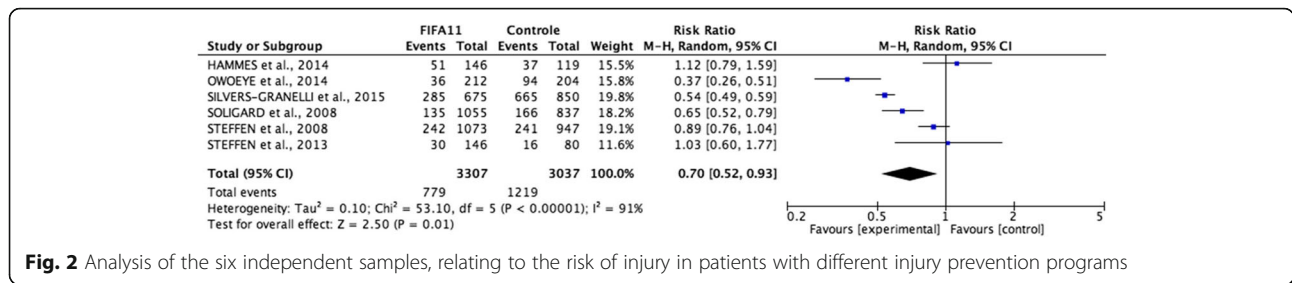 FIFA11 Controle Risk Ratio Risk Ratio
Study or Subgroup Events Total Events Total Weight M-H, Random, 95% CI M-H, Random, 95% CI
HAMMES et al., 2014 51 146 37 119 15.5% 1.12 [0.79, 1.59]
OWOEYE et al., 2014 36 212 94 204 15.8% 0.37 [0.26, 0.51]
SILVERS-GRANELLI et al., 2015 285 675 665 850 19.8% 0.54 [0.49, 0.59]
SOLIGARD et al., 2008 135 1055 166 837 18.2% 0.65 [0.52, 0.79]
STEFFEN et al., 2008 242 1073 241 947 19.1% 0.89 [0.76, 1.04]
STEFFEN et al., 2013 30 146 16 80 11.6% 1.03 [0.60, 1.77]
Total (95% CI) 3307 3037 100.0% 0.70 [0.52, 0.93]
Total events 779 1219
Heterogeneity: Tau² = 0.10; Chi² = 53.10, df = 5 (P < 0.00001); I² = 91%
Test for overall effect: Z = 2.50 (P = 0.01)
0.2 0.5 1 2 5
Favours [experimental] Favours [control]
Fig. 2 Analysis of the six independent samples, relating to the risk of injury in patients with different injury prevention programs